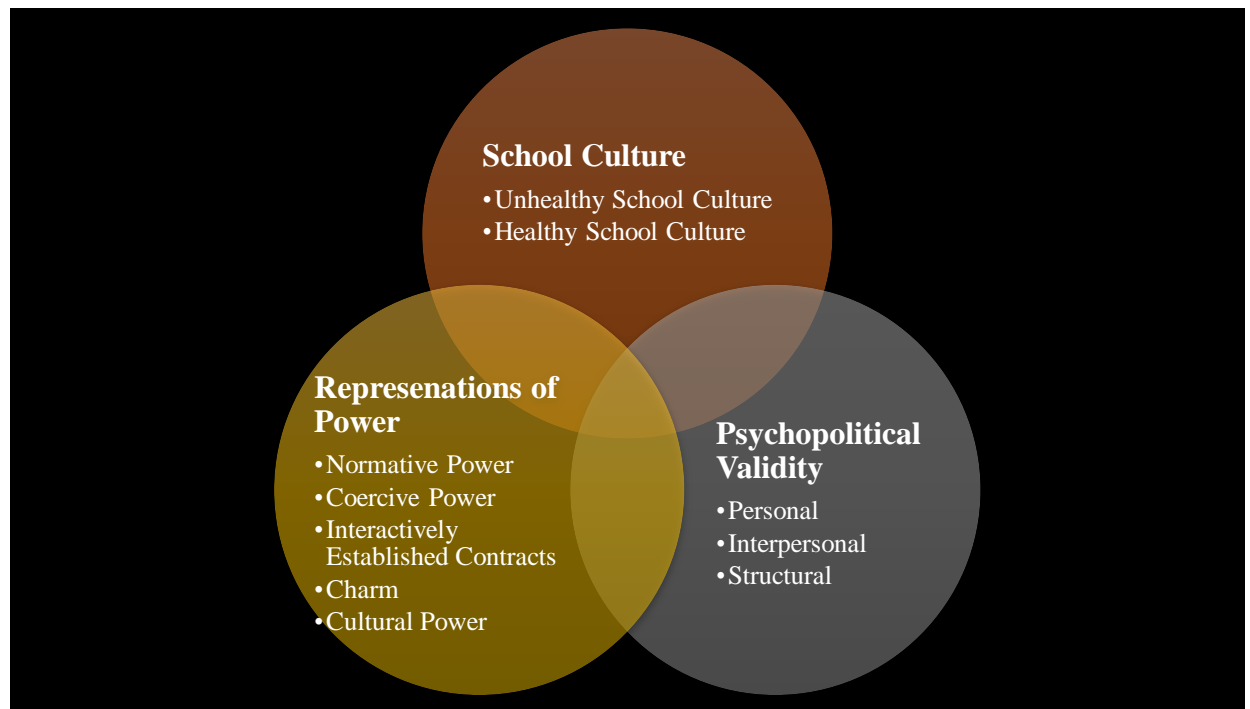 School Culture
•Unhealthy School Culture
•Healthy School Culture
Represenations of
Power
•Normative Power
•Coercive Power
•Interactively
Established Contracts
•Charm
•Cultural Power
Psychopolitical
Validity
•Personal
•Interpersonal
•Structural